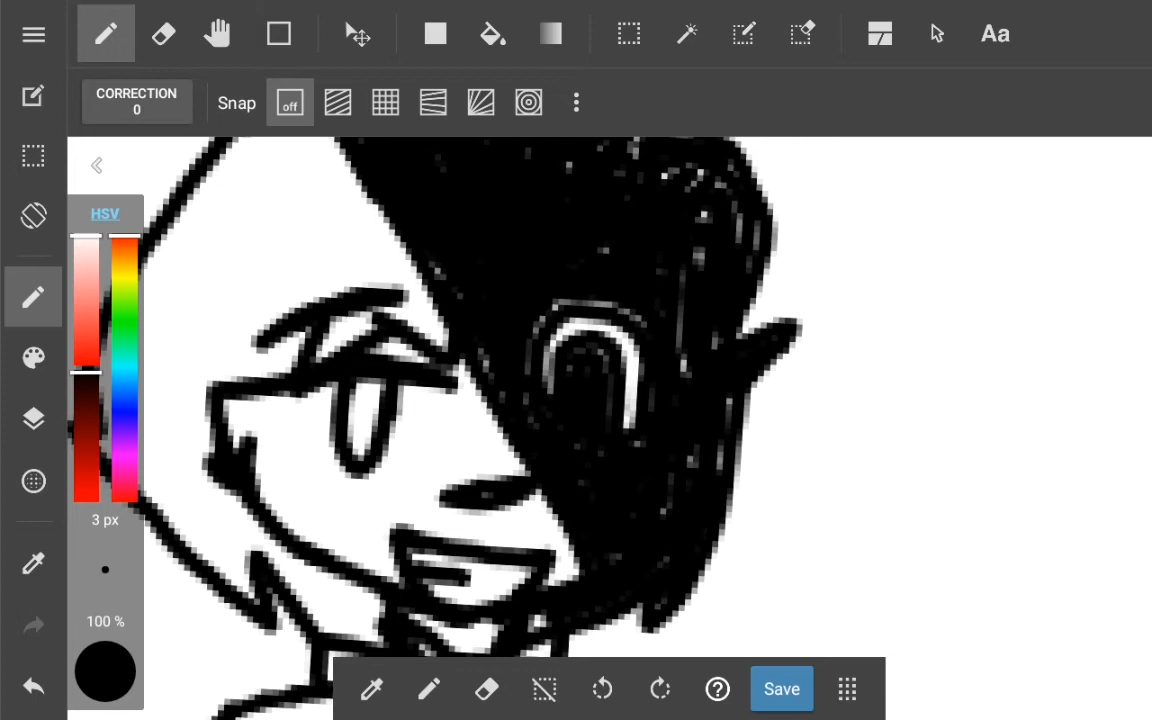 Aa
CORRECTION
0
Snap
off
HSV
3 px
100 %
Save